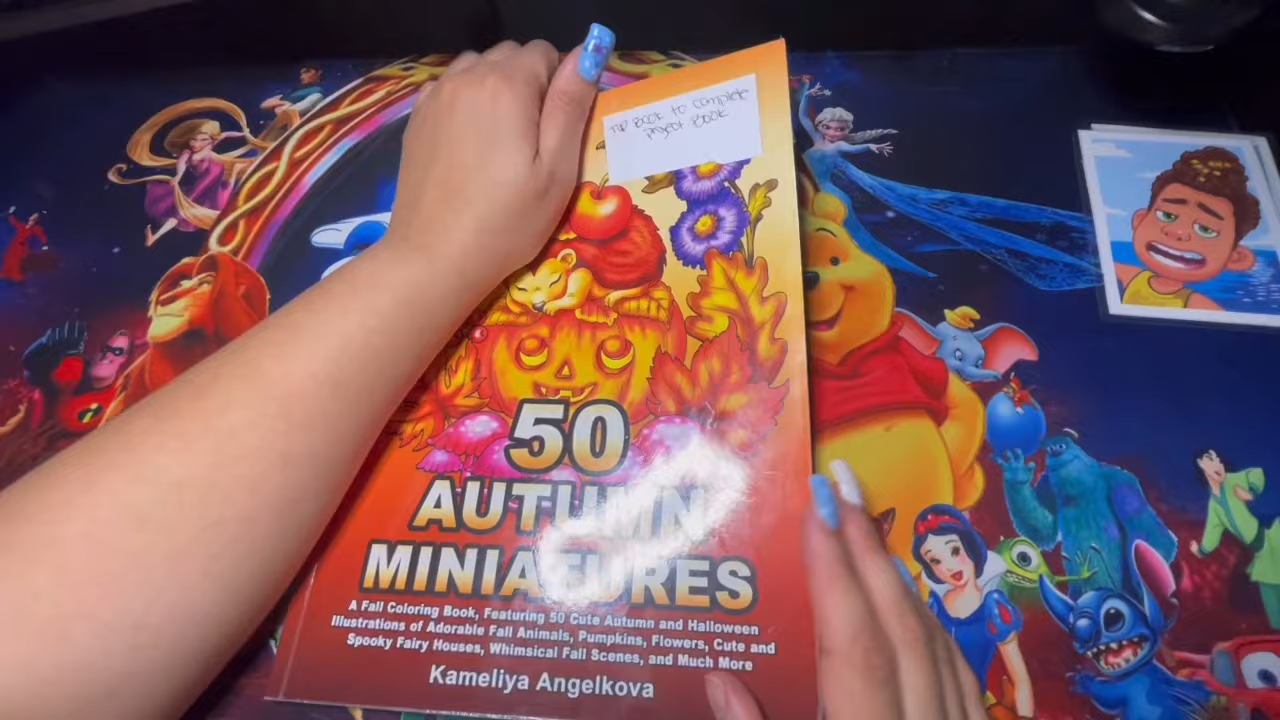 TOP BOOK TO COMPLETE
PROJECT BOOK
50
AUTUMN
MINIATURES
A Fall Coloring Book, Featuring 50 Cute Autumn and Halloween
Illustrations of Adorable Fall Animals, Pumpkins, Flowers, Cute and
Spooky Fairy Houses, Whimsical Fall Scenes, and Much More
Kameliya Angelkova